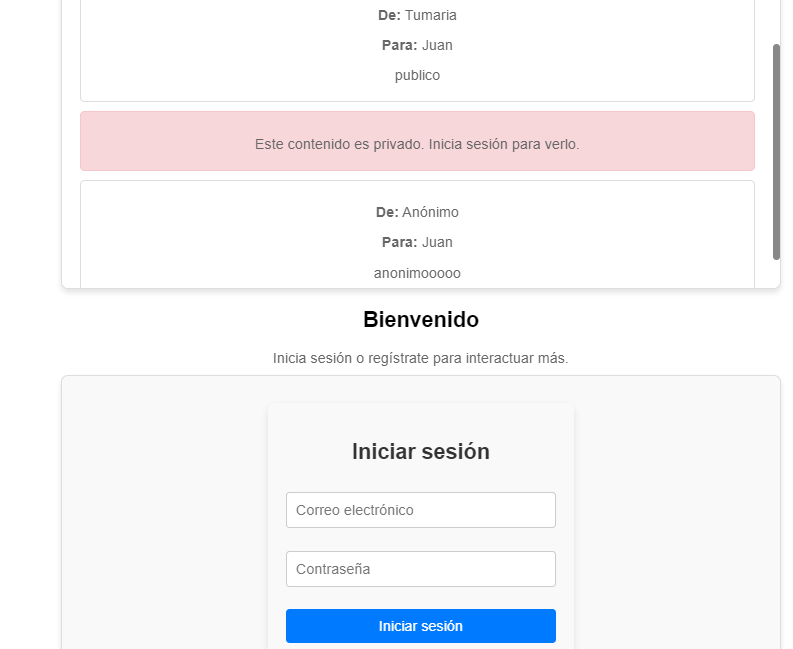 De: Tumaria
Para: Juan
publico
Este contenido es privado. Inicia sesión para verlo.
De: Anónimo
Para: Juan
anonimooooo
Bienvenido
Inicia sesión o regístrate para interactuar más.
Iniciar sesión
Correo electrónico
Contraseña
Iniciar sesión